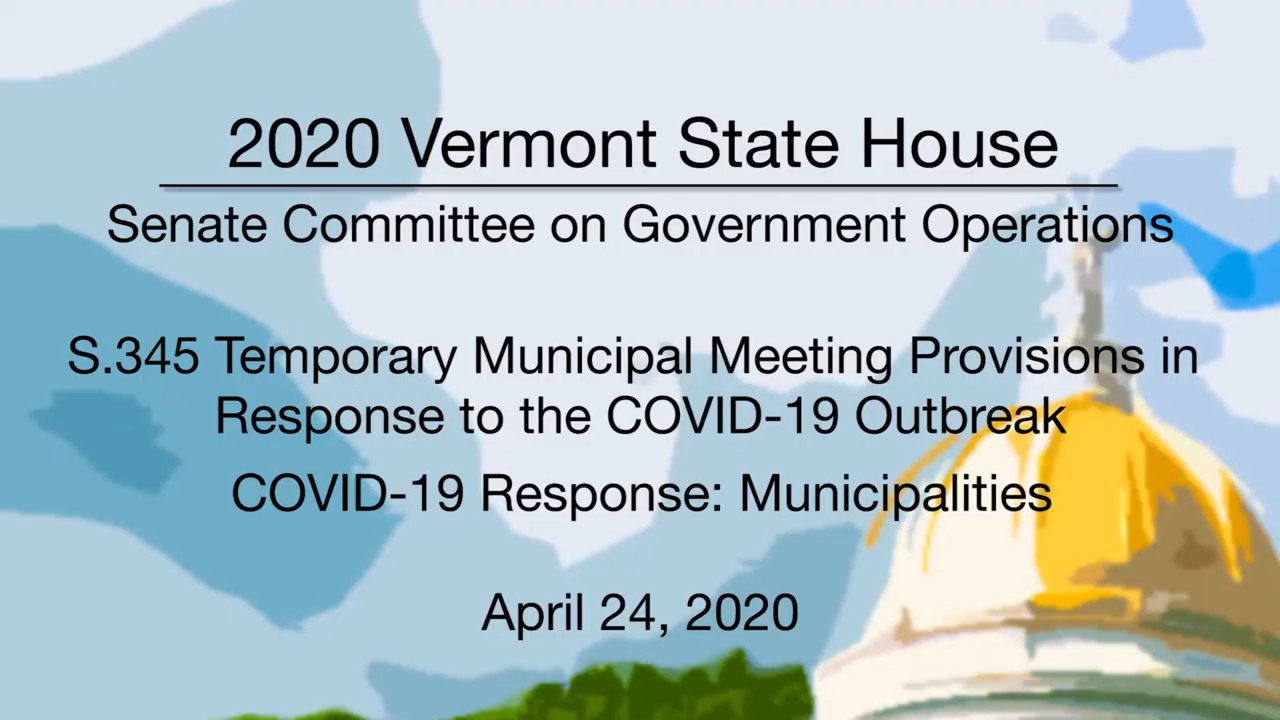 2020 Vermont State House
Senate Committee on Government Operations
S.345 Temporary Municipal Meeting Provisions in
Response to the COVID-19 Outbreak
COVID-19 Response: Municipalities
April 24, 2020